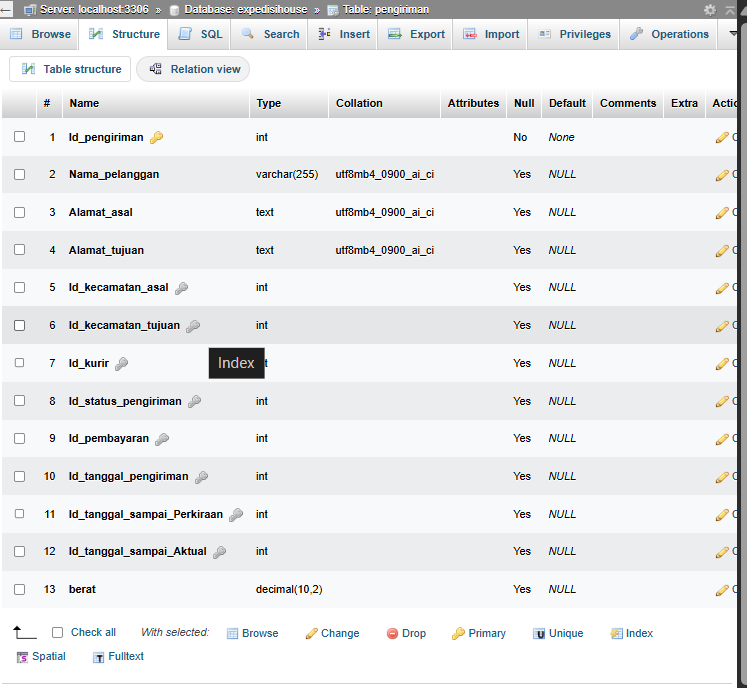 Server: localhost:3306 » Database: expedisihouse » Table: pengiriman
Browse Structure SQL Search Insert Export Import Privileges Operations
Table structure Relation view
# Name Type Collation Attributes Null Default Comments Extra Actio
1 Id_pengiriman int No None
2 Nama_pelanggan varchar(255) utf8mb4_0900_ai_ci Yes NULL
3 Alamat_asal text utf8mb4_0900_ai_ci Yes NULL
4 Alamat_tujuan text utf8mb4_0900_ai_ci Yes NULL
5 Id_kecamatan_asal int Yes NULL
6 Id_kecamatan_tujuan int Yes NULL
7 Id_kurir Index Yes NULL
8 Id_status_pengiriman int Yes NULL
9 Id_pembayaran int Yes NULL
10 Id_tanggal_pengiriman int Yes NULL
11 Id_tanggal_sampai_Perkiraan int Yes NULL
12 Id_tanggal_sampai_Aktual int Yes NULL
13 berat decimal(10,2) Yes NULL
Check all With selected: Browse Change Drop Primary Unique Index
Spatial Fulltext